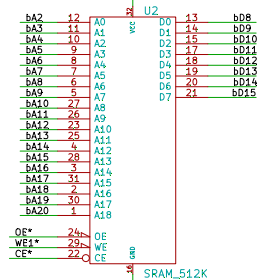 32 U2
VCC
bA2 12 A0 D0 13 bD8
bA3 11 A1 D1 14 bD9
bA4 10 A2 D2 15 bD10
bA5 9 A3 D3 17 bD11
bA6 8 A4 D4 18 bD12
bA7 7 A5 D5 19 bD13
bA8 6 A6 D6 20 bD14
bA9 5 A7 D7 21 bD15
bA10 27 A8
bA11 26 A9
bA12 23 A10
bA13 25 A11
bA14 4 A12
bA15 28 A13
bA16 3 A14
bA17 31 A15
bA18 2 A16
bA19 30 A17
bA20 1 A18
OE* 24 OE
WE1* 29 WE
CE* 22 CE
GND
16 SRAM_512K